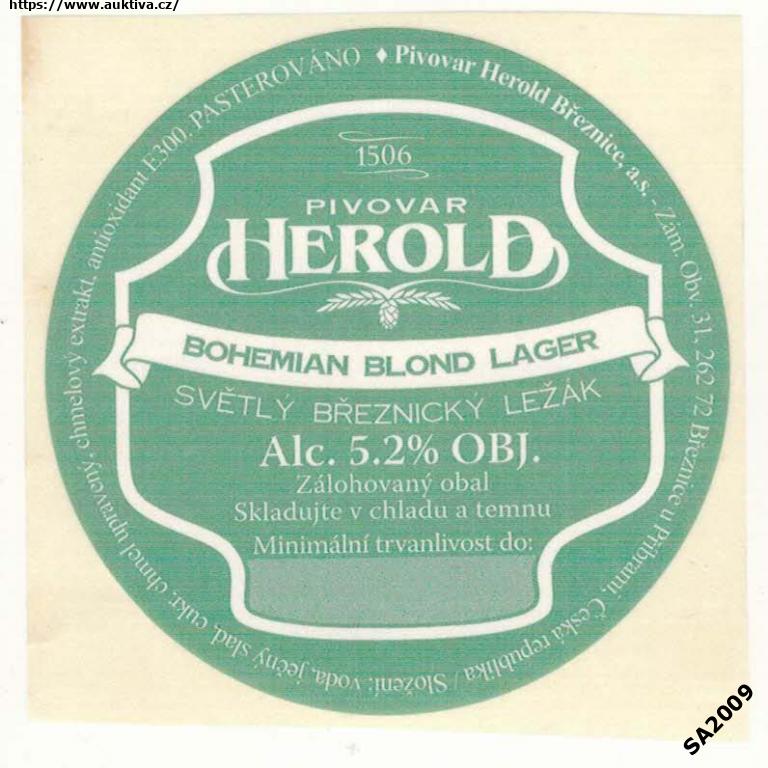 https://www.auktiva.cz/
♦ Pivovar Herold Březnice, a.s. - Zám. Obv. 31, 262 72 Březnice u Příbrami, Česká republika / Složení: voda, ječný slad, cukr, chmel upravený, chmelový extrakt, antioxidant E300. PASTEROVÁNO
1506
PIVOVAR
HEROLD
BOHEMIAN BLOND LAGER
SVĚTLÝ BŘEZNICKÝ LEŽÁK
Alc. 5.2% OBJ.
Zálohovaný obal
Skladujte v chladu a temnu
Minimální trvanlivost do:
SA2009